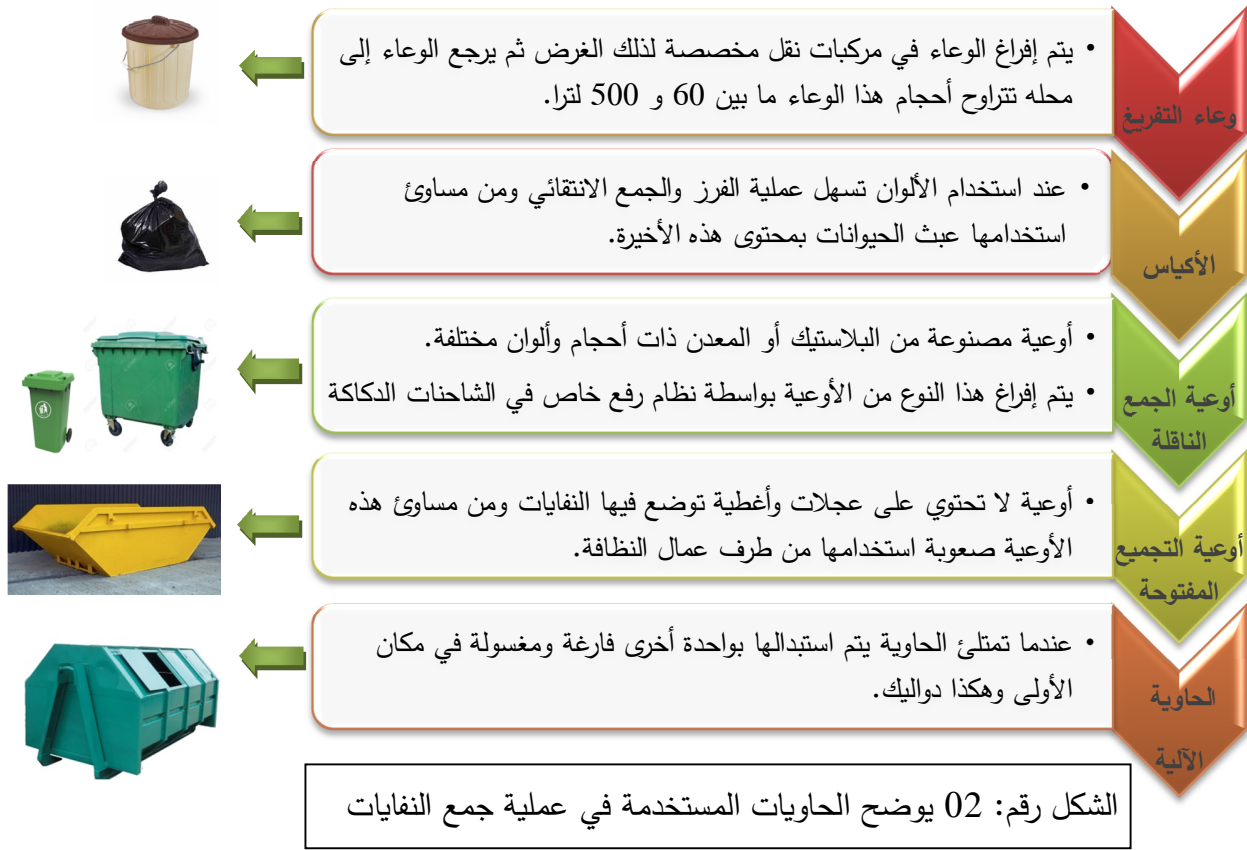 وعاء التفريغ
• يتم إفراغ الوعاء في مركبات نقل مخصصة لذلك الغرض ثم يرجع الوعاء إلى
محله تتراوح أحجام هذا الوعاء ما بين 60 و 500 لترا.
الأكياس
• عند استخدام الألوان تسهل عملية الفرز والجمع الانتقائي ومن مساوئ
استخدامها عبث الحيوانات بمحتوى هذه الأخيرة.
أوعية الجمع
الناقلة
• أوعية مصنوعة من البلاستيك أو المعدن ذات أحجام وألوان مختلفة.
• يتم إفراغ هذا النوع من الأوعية بواسطة نظام رفع خاص في الشاحنات الدكاكة
أوعية التجميع
المفتوحة
• أوعية لا تحتوي على عجلات وأغطية توضع فيها النفايات ومن مساوئ هذه
الأوعية صعوبة استخدامها من طرف عمال النظافة.
الحاوية
الآلية
• عندما تمتلئ الحاوية يتم استبدالها بواحدة أخرى فارغة ومغسولة في مكان
الأولى وهكذا دواليك.
الشكل رقم: 02 يوضح الحاويات المستخدمة في عملية جمع النفايات